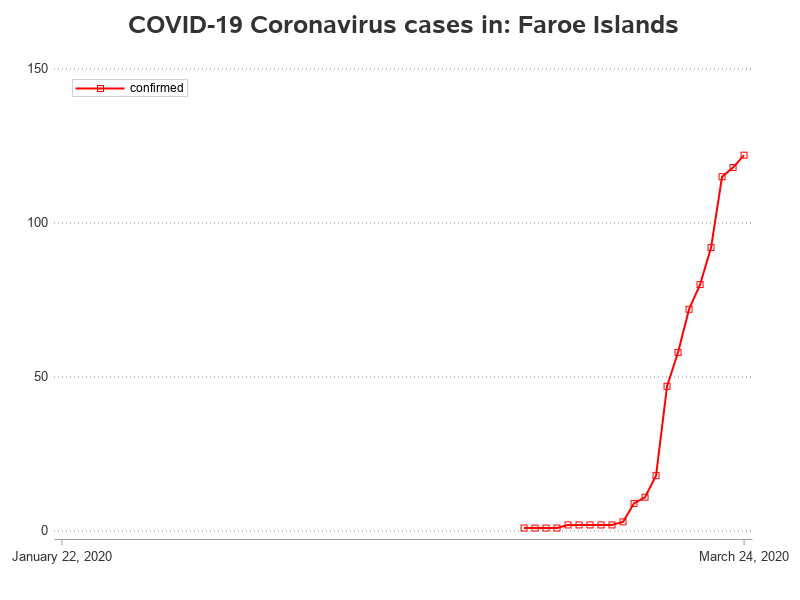 COVID-19 Coronavirus cases in: Faroe Islands
150
confirmed
100
50
0
January 22, 2020
March 24, 2020